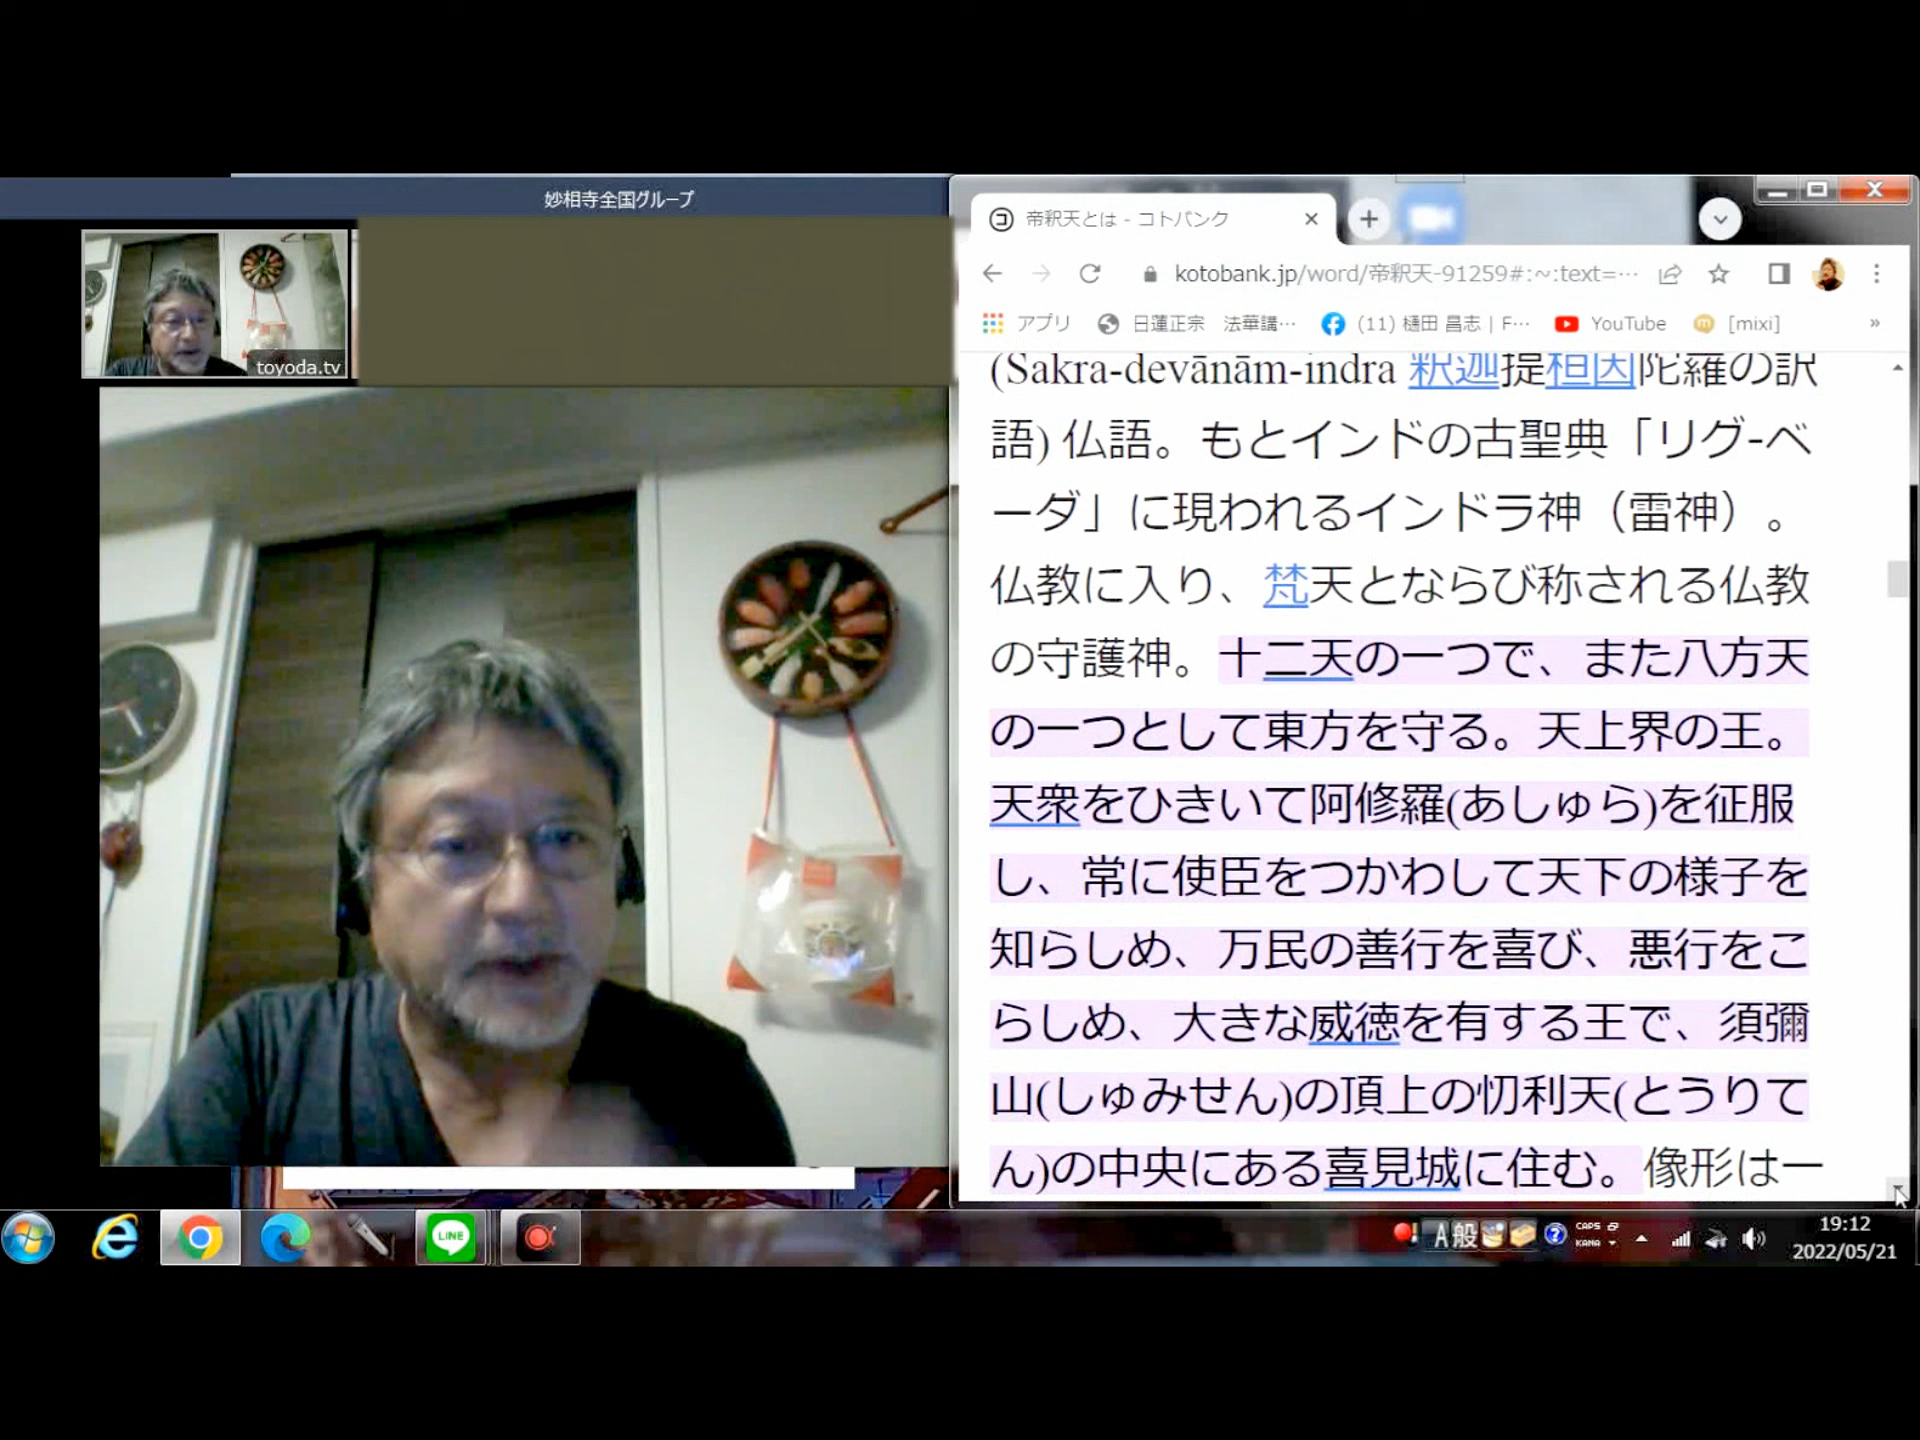 妙相寺全国グループ
toyoda.tv
帝釈天とは - コトバンク
kotobank.jp/word/帝釈天-91259#:~:text=…
アプリ
日蓮正宗 法華講…
(11) 樋田 昌志 | F…
YouTube
[mixi]
»
(Sakra-devānām-indra 釈迦提桓因陀羅の訳
語) 仏語。もとインドの古聖典「リグ-ベ
ーダ」に現われるインドラ神（雷神）。
仏教に入り、梵天とならび称される仏教
の守護神。十二天の一つで、また八方天
の一つとして東方を守る。天上界の王。
天衆をひきいて阿修羅(あしゅら)を征服
し、常に使臣をつかわして天下の様子を
知らしめ、万民の善行を喜び、悪行をこ
らしめ、大きな威徳を有する王で、須彌
山(しゅみせん)の頂上の忉利天(とうりて
ん)の中央にある喜見城に住む。像形は一
LINE
A 般
CAPS
KANA
19:12
2022/05/21